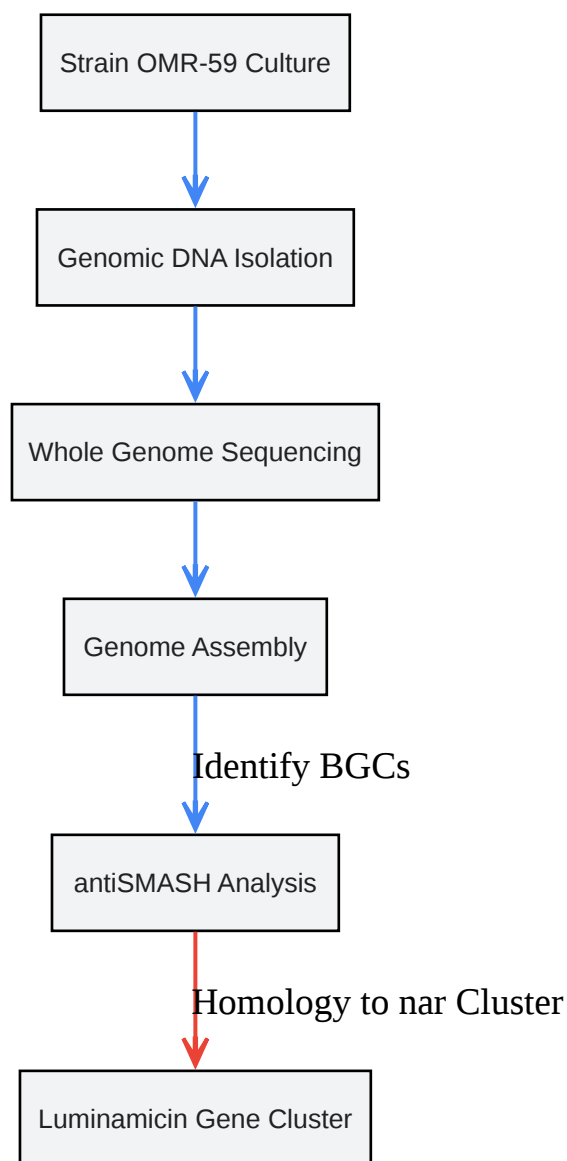 Strain OMR-59 Culture
Genomic DNA Isolation
Whole Genome Sequencing
Genome Assembly
Identify BGCs
antiSMASH Analysis
Homology to nar Cluster
Luminamicin Gene Cluster